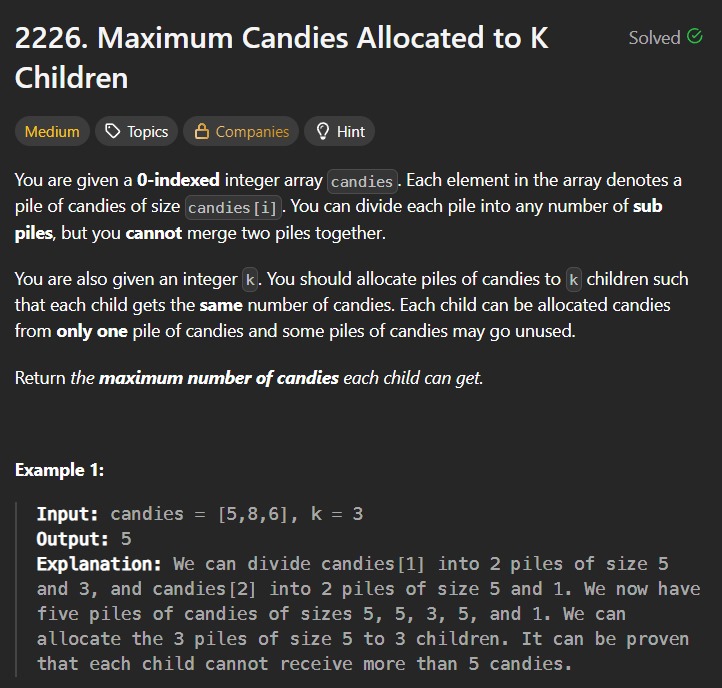 2226. Maximum Candies Allocated to K Solved
Children
Medium Topics Companies Hint
You are given a 0-indexed integer array candies. Each element in the array denotes a
pile of candies of size candies[i]. You can divide each pile into any number of sub
piles, but you cannot merge two piles together.
You are also given an integer k. You should allocate piles of candies to k children such
that each child gets the same number of candies. Each child can be allocated candies
from only one pile of candies and some piles of candies may go unused.
Return the maximum number of candies each child can get.
Example 1:
Input: candies = [5,8,6], k = 3
Output: 5
Explanation: We can divide candies[1] into 2 piles of size 5
and 3, and candies[2] into 2 piles of size 5 and 1. We now have
five piles of candies of sizes 5, 5, 3, 5, and 1. We can
allocate the 3 piles of size 5 to 3 children. It can be proven
that each child cannot receive more than 5 candies.